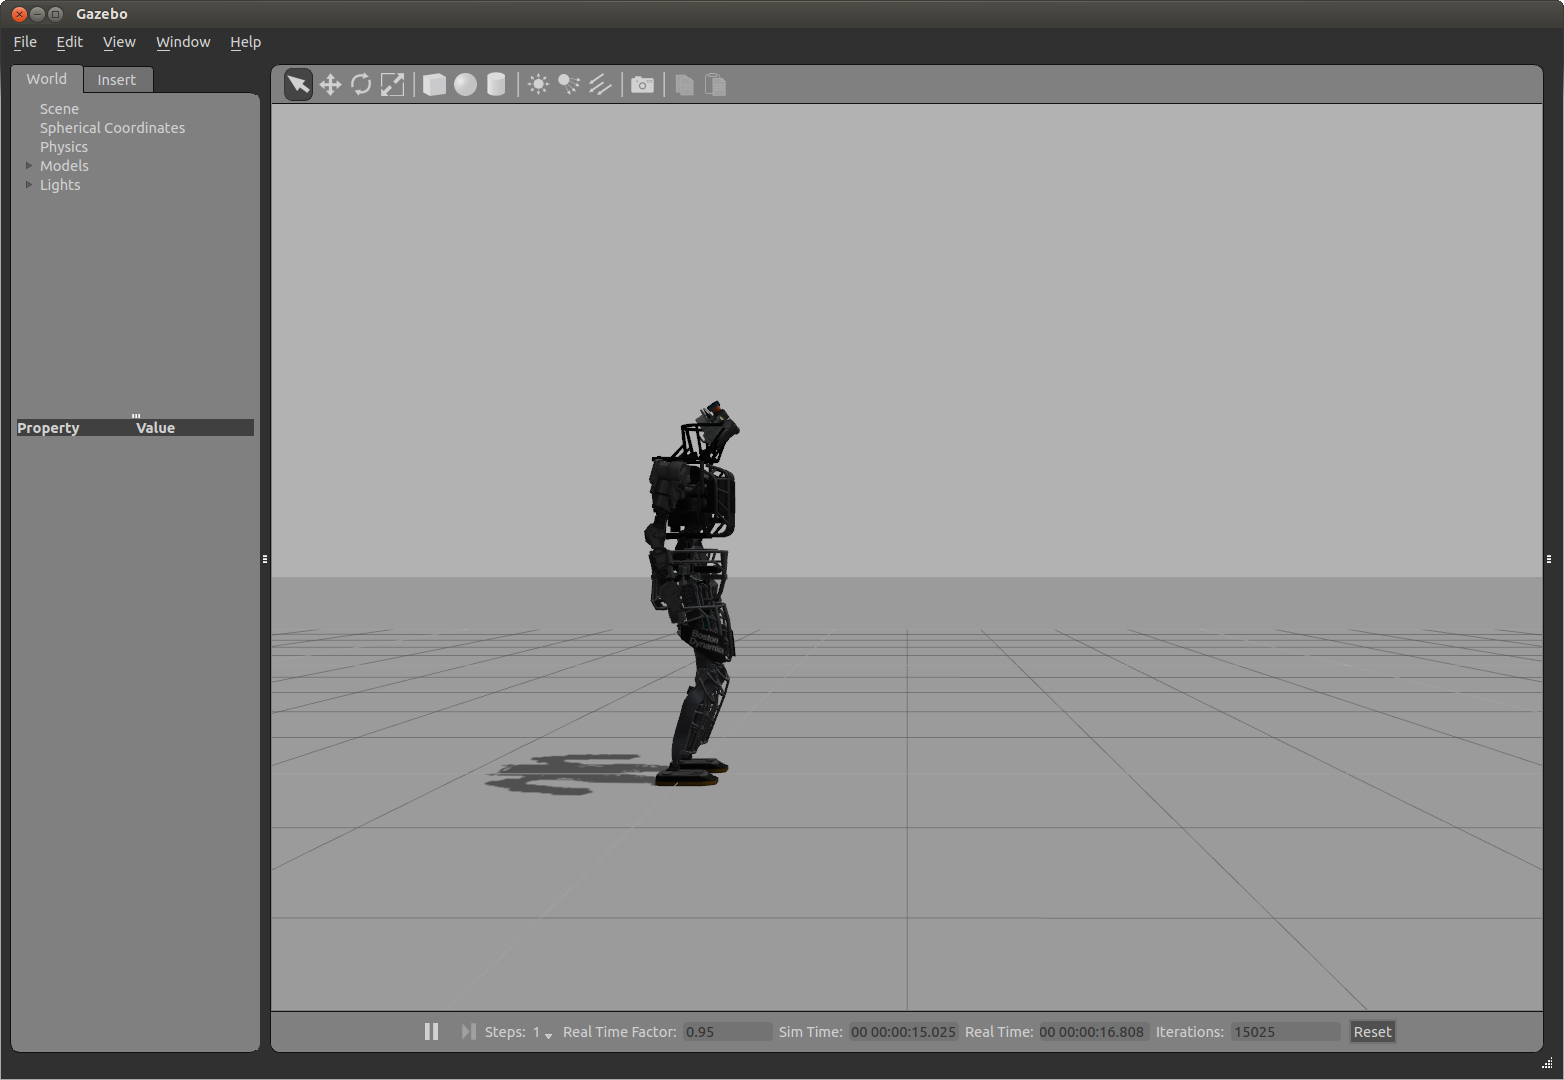 Gazebo
File Edit View Window Help
World Insert
Scene
Spherical Coordinates
Physics
Models
Lights
Property Value
Boston
Dynamics
Steps: 1 Real Time Factor: 0.95 Sim Time: 00 00:00:15.025 Real Time: 00 00:00:16.808 Iterations: 15025 Reset